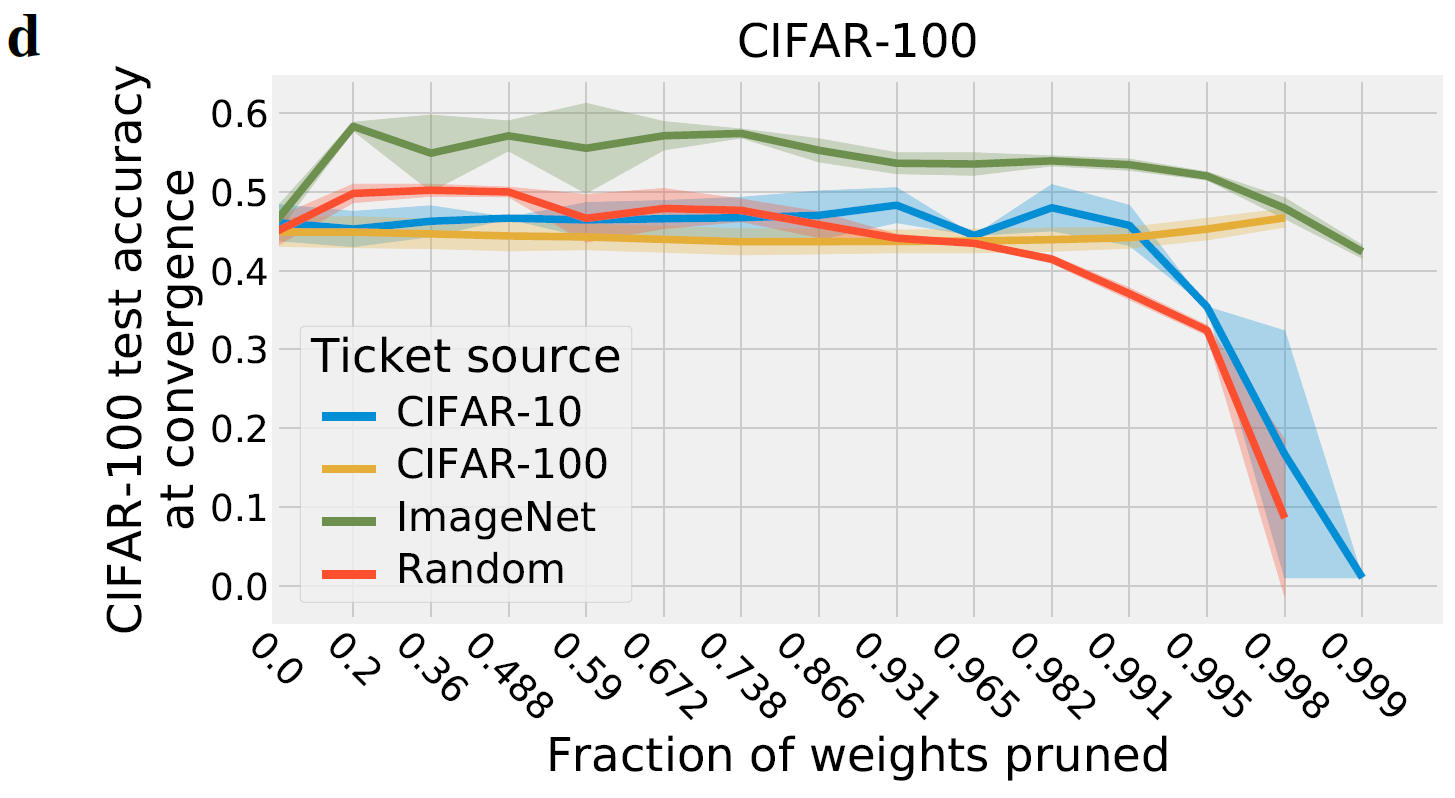 d
CIFAR-100
CIFAR-100 test accuracy
at convergence
0.6
0.5
0.4
0.3
0.2
0.1
0.0
Ticket source
CIFAR-10
CIFAR-100
ImageNet
Random
0.0
0.2
0.36
0.488
0.59
0.672
0.738
0.866
0.931
0.965
0.982
0.991
0.995
0.998
0.999
Fraction of weights pruned